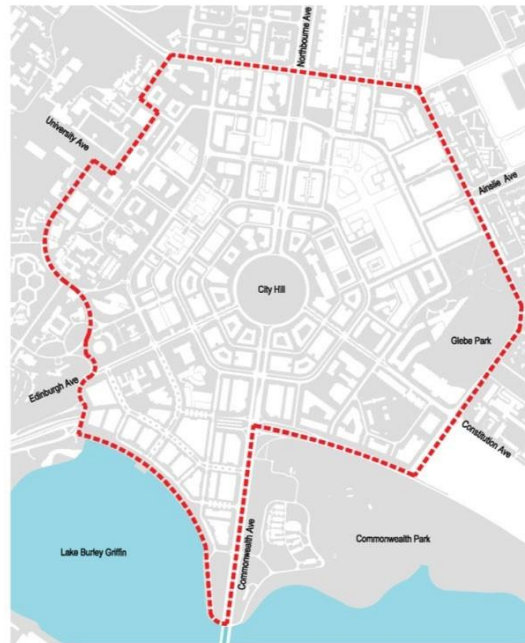 Northbourne Ave
University Ave
Ainslie Ave
City Hill
Glebe Park
Edinburgh Ave
Constitution Ave
Commonwealth Ave
Commonwealth Park
Lake Burley Griffin